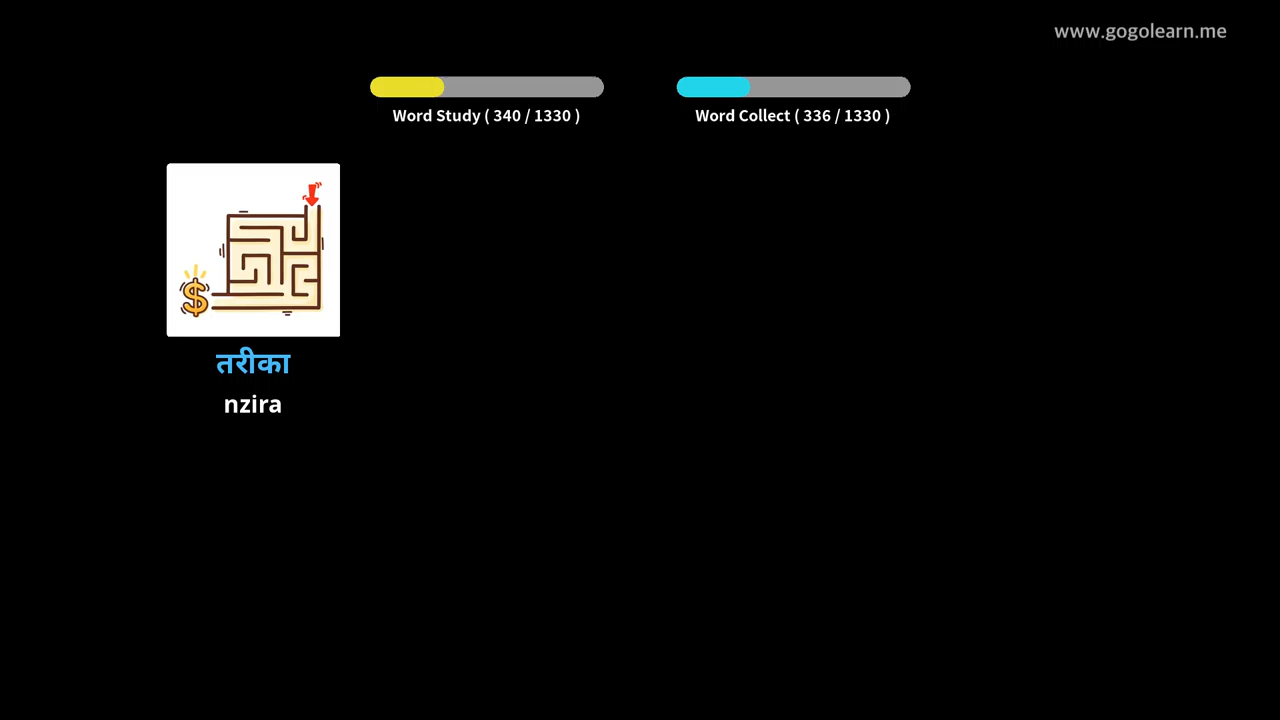 www.gogolearn.me
Word Study ( 340 / 1330 )
Word Collect ( 336 / 1330 )
$
तरीका
nzira